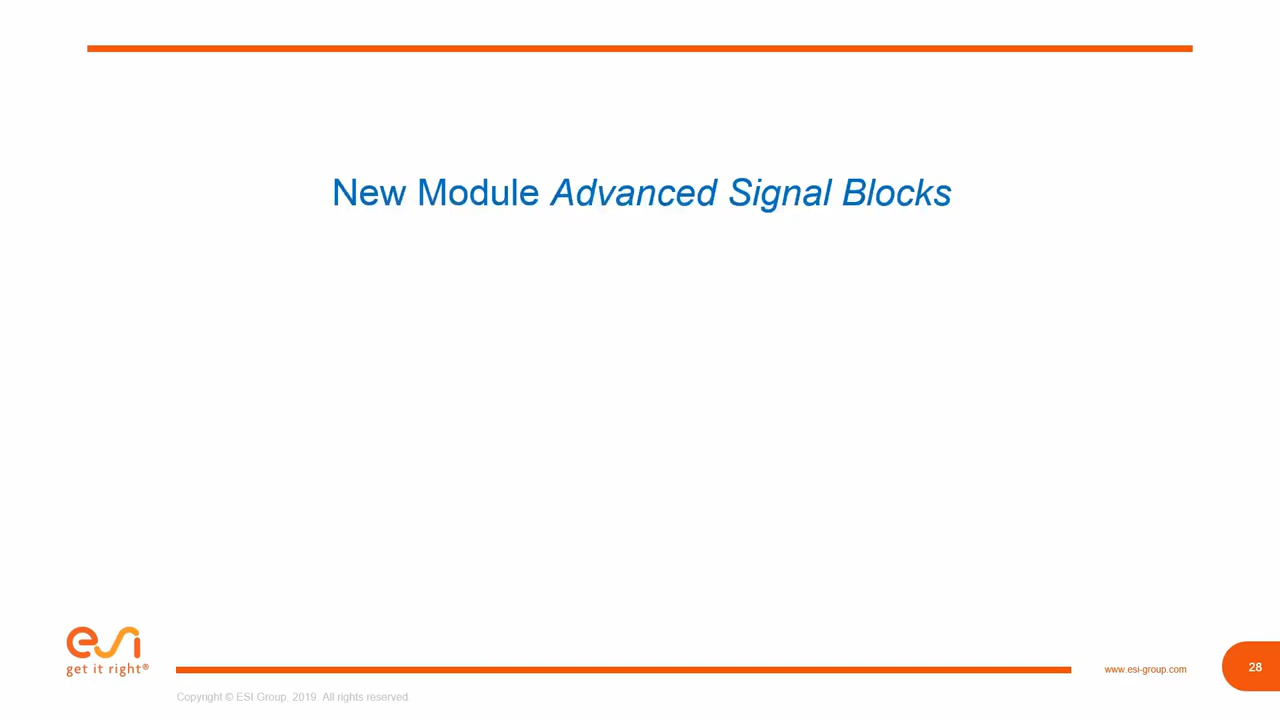 New Module Advanced Signal Blocks
esi
get it right®
www.esi-group.com
28
Copyright © ESI Group, 2019. All rights reserved.